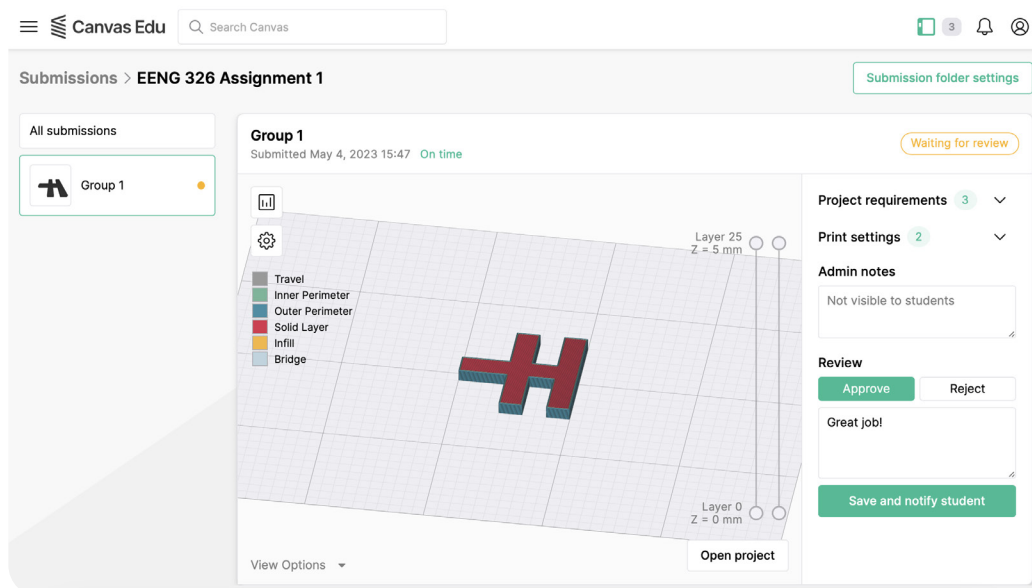 Canvas Edu
Search Canvas
3
Submissions > EENG 326 Assignment 1
Submission folder settings
All submissions
Group 1
Group 1
Submitted May 4, 2023 15:47 On time
Waiting for review
Travel
Inner Perimeter
Outer Perimeter
Solid Layer
Infill
Bridge
Layer 25
Z = 5 mm
Layer 0
Z = 0 mm
View Options
Open project
Project requirements 3
Print settings 2
Admin notes
Not visible to students
Review
Approve
Reject
Great job!
Save and notify student